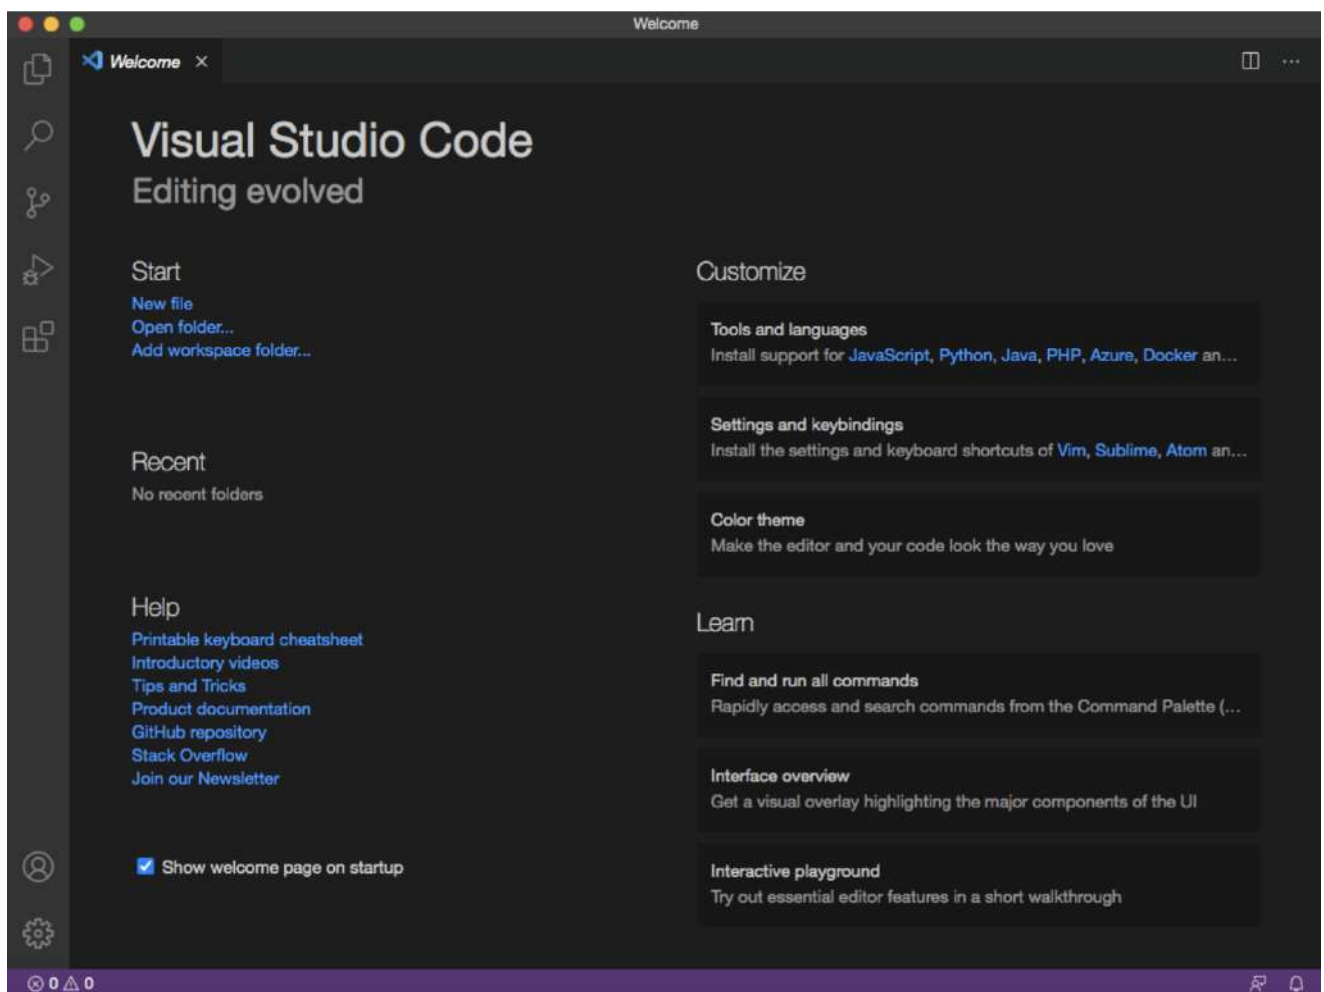 Welcome
Welcome
Visual Studio Code
Editing evolved
Start
New file
Open folder...
Add workspace folder...
Recent
No recent folders
Help
Printable keyboard cheatsheet
Introductory videos
Tips and Tricks
Product documentation
GitHub repository
Stack Overflow
Join our Newsletter
Show welcome page on startup
Customize
Tools and languages
Install support for JavaScript, Python, Java, PHP, Azure, Docker an...
Settings and keybindings
Install the settings and keyboard shortcuts of Vim, Sublime, Atom an...
Color theme
Make the editor and your code look the way you love
Learn
Find and run all commands
Rapidly access and search commands from the Command Palette (...
Interface overview
Get a visual overlay highlighting the major components of the UI
Interactive playground
Try out essential editor features in a short walkthrough
0 0